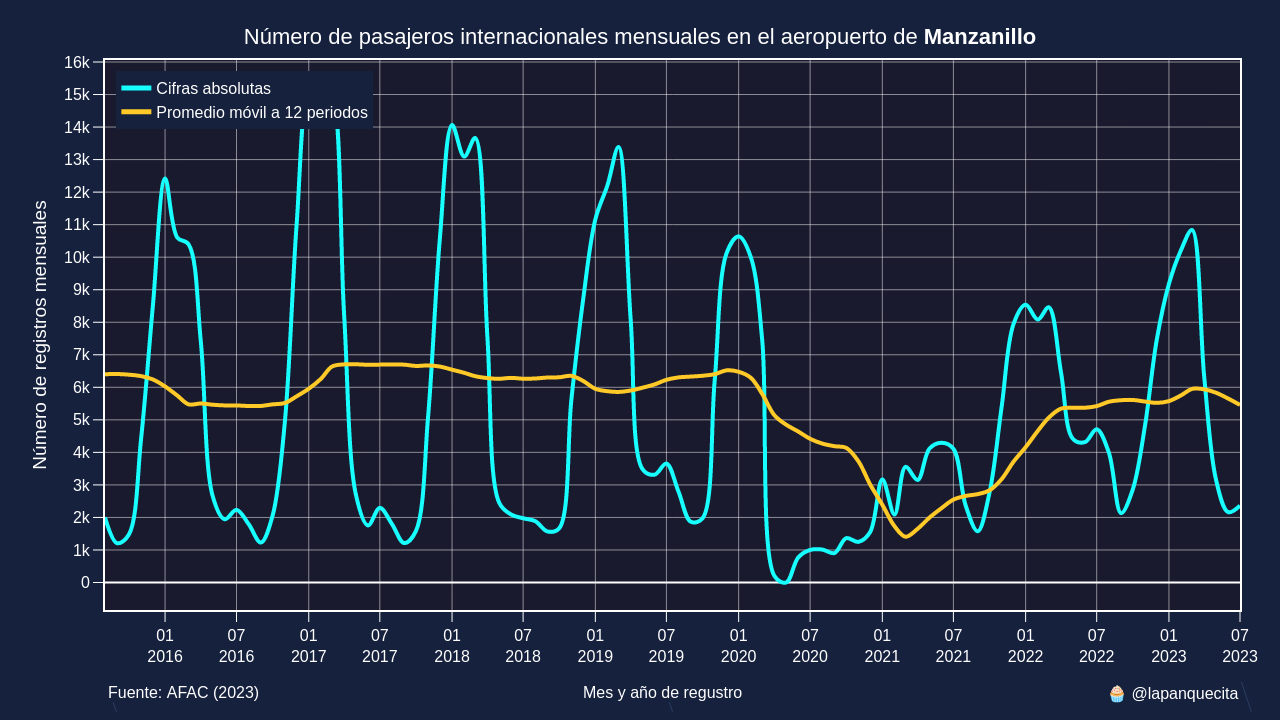 Número de pasajeros internacionales mensuales en el aeropuerto de Manzanillo
Cifras absolutas
Promedio móvil a 12 periodos
Número de registros mensuales
16k
15k
14k
13k
12k
11k
10k
9k
8k
7k
6k
5k
4k
3k
2k
1k
0
01 07 01 07 01 07 01 07 01 07 01 07 01 07 01 07
2016 2016 2017 2017 2018 2018 2019 2019 2020 2020 2021 2021 2022 2022 2023 2023
Fuente: AFAC (2023) Mes y año de regustro 🧁 @lapanquecita